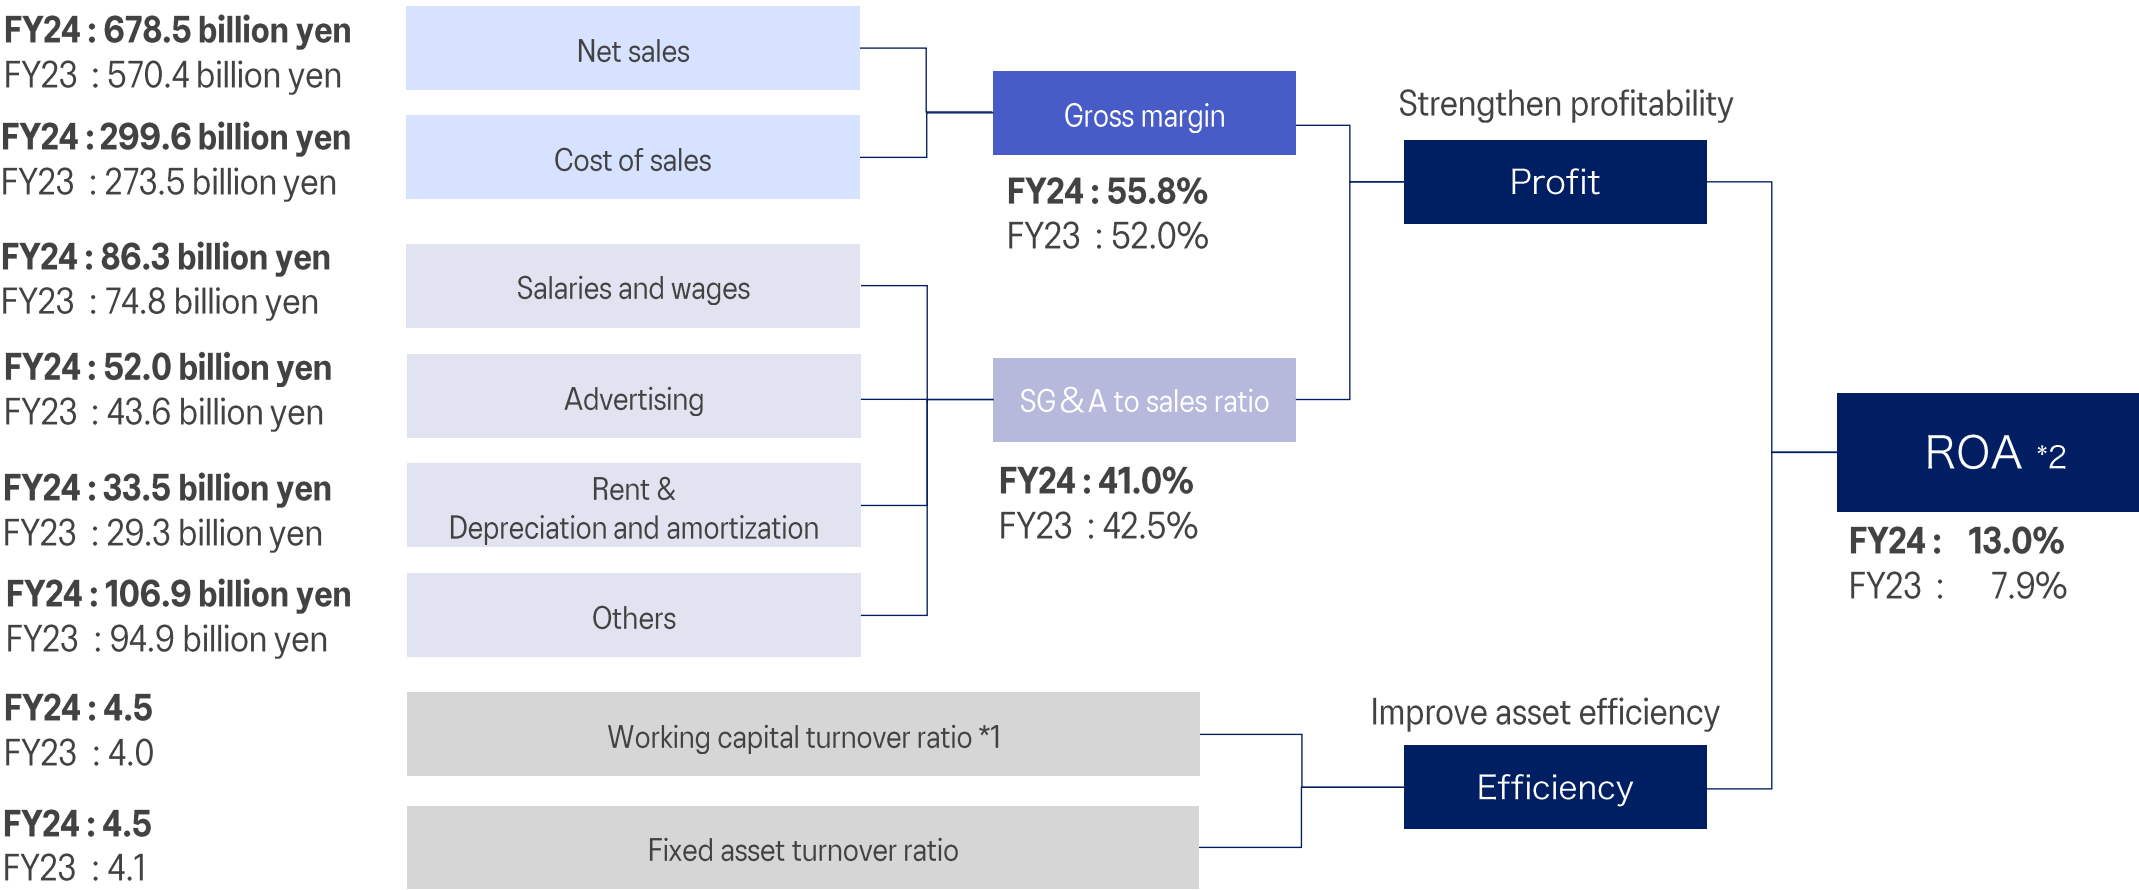 FY24 : 678.5 billion yen
FY23 : 570.4 billion yen
Net sales
FY24 : 299.6 billion yen
FY23 : 273.5 billion yen
Cost of sales
Gross margin
FY24 : 55.8%
FY23 : 52.0%
Strengthen profitability
Profit
FY24 : 86.3 billion yen
FY23 : 74.8 billion yen
Salaries and wages
FY24 : 52.0 billion yen
FY23 : 43.6 billion yen
Advertising
SG&A to sales ratio
FY24 : 41.0%
FY23 : 42.5%
FY24 : 33.5 billion yen
FY23 : 29.3 billion yen
Rent &
Depreciation and amortization
FY24 : 106.9 billion yen
FY23 : 94.9 billion yen
Others
ROA *2
FY24 : 13.0%
FY23 : 7.9%
FY24 : 4.5
FY23 : 4.0
Working capital turnover ratio *1
Improve asset efficiency
Efficiency
FY24 : 4.5
FY23 : 4.1
Fixed asset turnover ratio